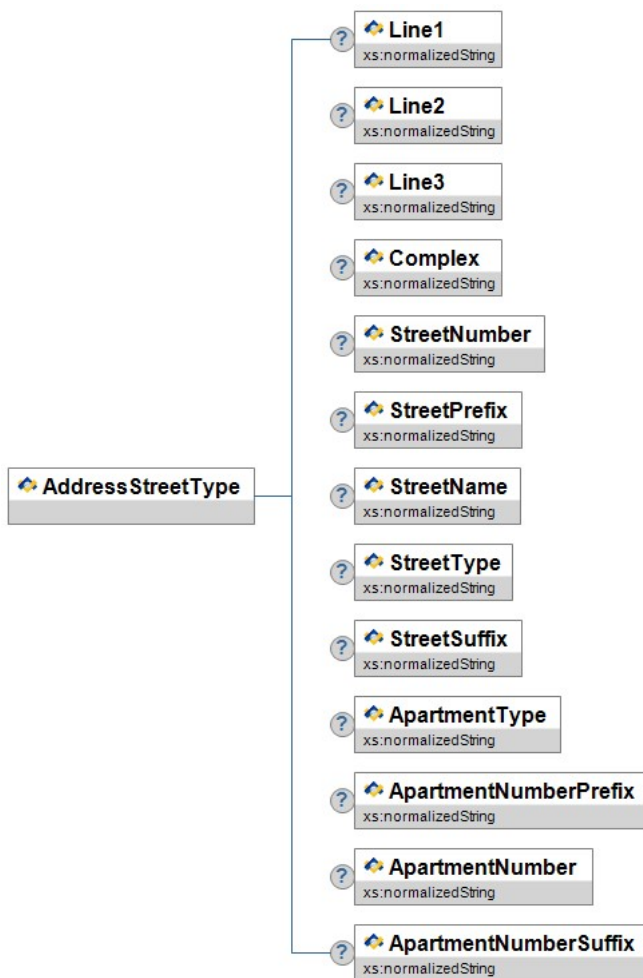 Line1
xs:normalizedString
?
Line2
xs:normalizedString
?
Line3
xs:normalizedString
?
Complex
xs:normalizedString
?
StreetNumber
xs:normalizedString
?
StreetPrefix
xs:normalizedString
?
AddressStreetType
StreetName
xs:normalizedString
?
StreetType
xs:normalizedString
?
StreetSuffix
xs:normalizedString
?
ApartmentType
xs:normalizedString
?
ApartmentNumberPrefix
xs:normalizedString
?
ApartmentNumber
xs:normalizedString
?
ApartmentNumberSuffix
xs:normalizedString
?